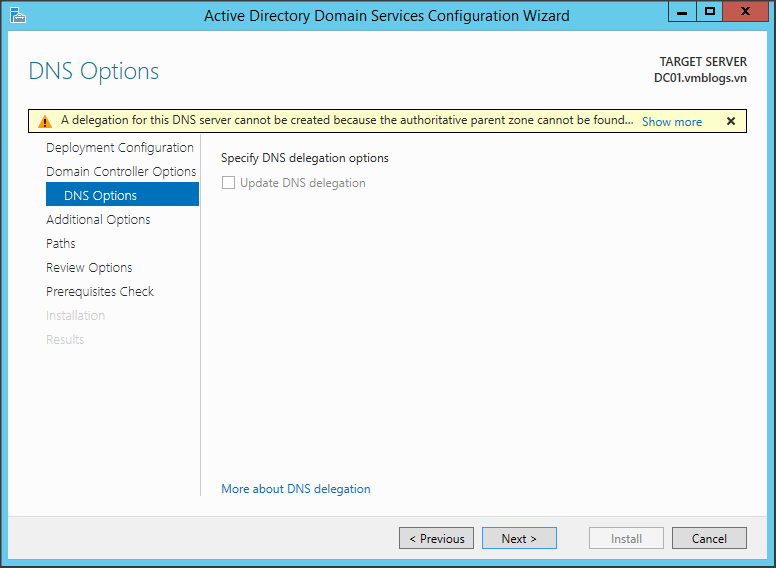 Active Directory Domain Services Configuration Wizard
DNS Options
TARGET SERVER
DC01.vmblogs.vn
A delegation for this DNS server cannot be created because the authoritative parent zone cannot be found... Show more
Deployment Configuration
Domain Controller Options
DNS Options
Additional Options
Paths
Review Options
Prerequisites Check
Installation
Results
Specify DNS delegation options
Update DNS delegation
More about DNS delegation
< Previous
Next >
Install
Cancel